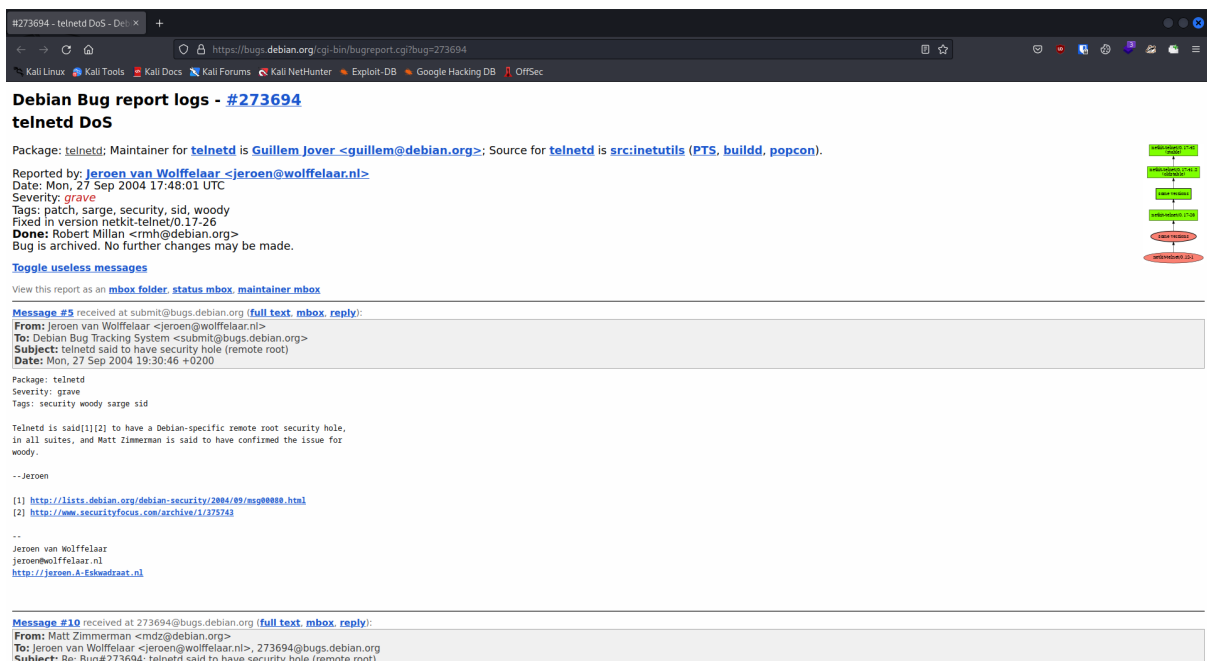 #273694 - telnetd DoS - Deb
https://bugs.debian.org/cgi-bin/bugreport.cgi?bug=273694
3
Kali Linux Kali Tools Kali Docs Kali Forums Kali NetHunter Exploit-DB Google Hacking DB OffSec
Debian Bug report logs - #273694
telnetd DoS
Package: telnetd; Maintainer for telnetd is Guillem Jover <guillem@debian.org>; Source for telnetd is src:inetutils (PTS, buildd, popcon).
Reported by: Jeroen van Wolffelaar <jeroen@wolffelaar.nl>
Date: Mon, 27 Sep 2004 17:48:01 UTC
Severity: grave
Tags: patch, sarge, security, sid, woody
Fixed in version netkit-telnet/0.17-26
Done: Robert Millan <rmh@debian.org>
Bug is archived. No further changes may be made.
Toggle useless messages
View this report as an mbox folder, status mbox, maintainer mbox
Message #5 received at submit@bugs.debian.org (full text, mbox, reply):
From: Jeroen van Wolffelaar <jeroen@wolffelaar.nl>
To: Debian Bug Tracking System <submit@bugs.debian.org>
Subject: telnetd said to have security hole (remote root)
Date: Mon, 27 Sep 2004 19:30:46 +0200
Package: telnetd
Severity: grave
Tags: security woody sarge sid
Telnetd is said[1][2] to have a Debian-specific remote root security hole,
in all suites, and Matt Zimmerman is said to have confirmed the issue for
woody.
--Jeroen
[1] http://lists.debian.org/debian-security/2004/09/msg00080.html
[2] http://www.securityfocus.com/archive/1/375743
--
Jeroen van Wolffelaar
jeroen@wolffelaar.nl
http://jeroen.A-Eskwadraat.nl
Message #10 received at 273694@bugs.debian.org (full text, mbox, reply):
From: Matt Zimmerman <mdz@debian.org>
To: Jeroen van Wolffelaar <jeroen@wolffelaar.nl>, 273694@bugs.debian.org
Subject: Re: Bug#273694: telnetd said to have security hole (remote root)